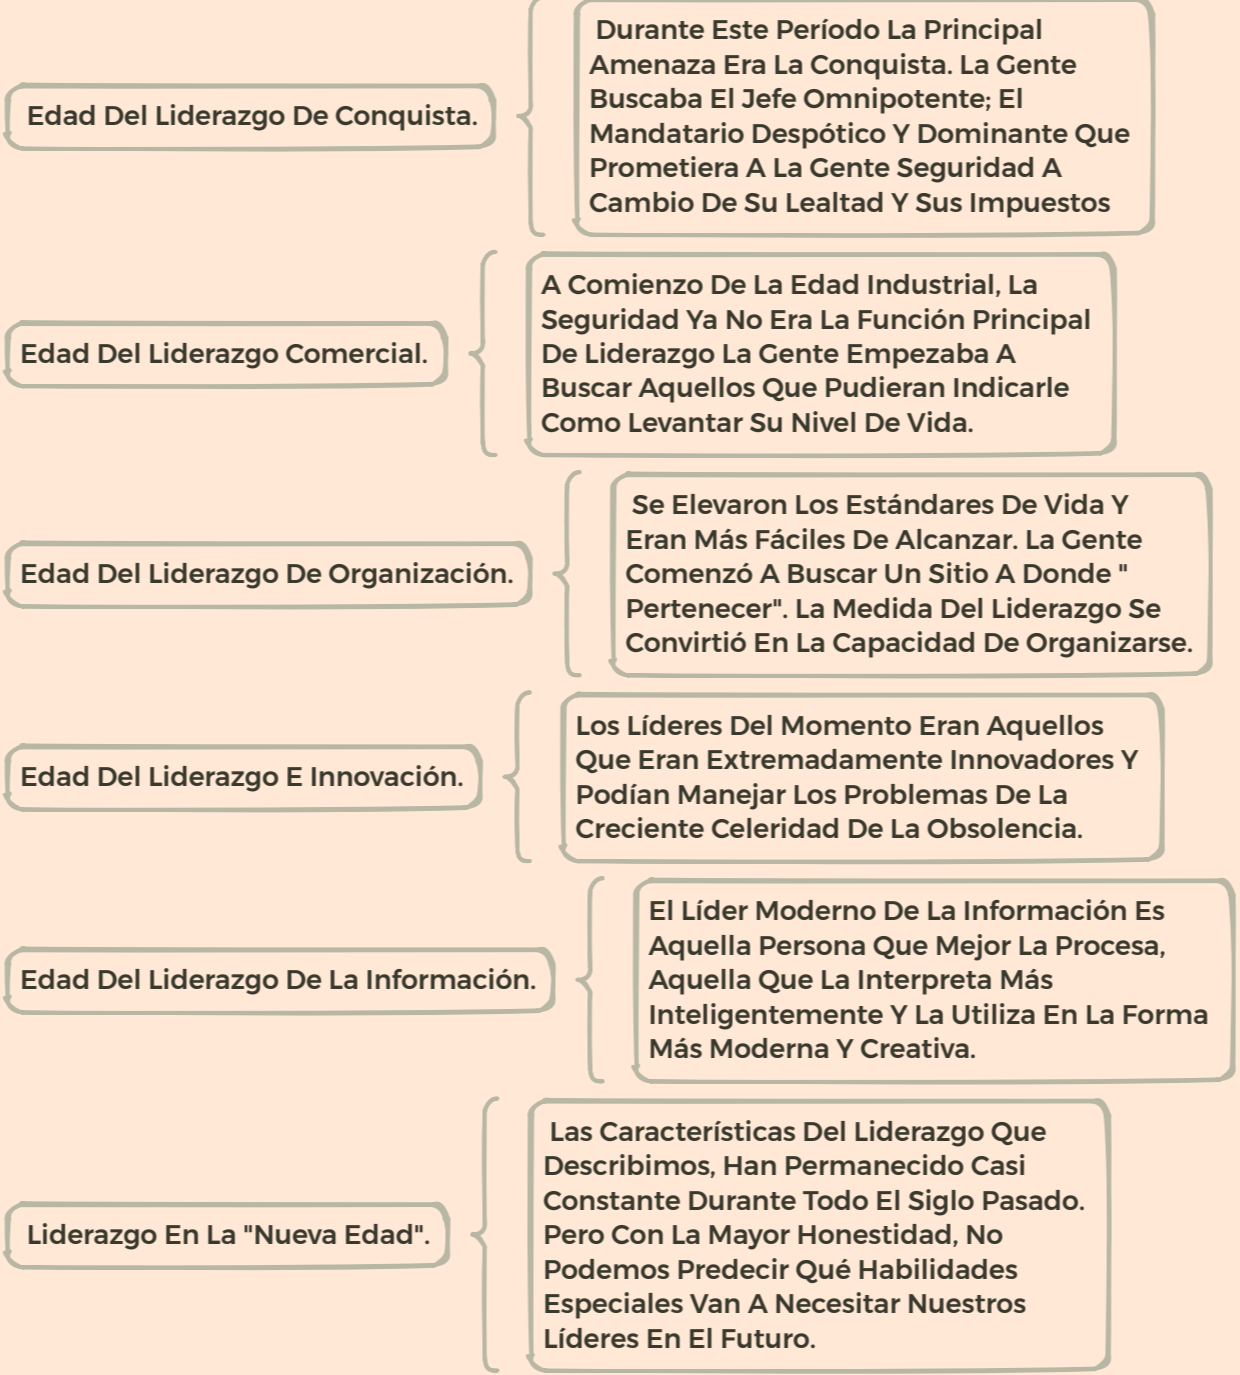 Edad Del Liderazgo De Conquista.
Durante Este Período La Principal
Amenaza Era La Conquista. La Gente
Buscaba El Jefe Omnipotente; El
Mandatario Despótico Y Dominante Que
Prometiera A La Gente Seguridad A
Cambio De Su Lealtad Y Sus Impuestos
Edad Del Liderazgo Comercial.
A Comienzo De La Edad Industrial, La
Seguridad Ya No Era La Función Principal
De Liderazgo La Gente Empezaba A
Buscar Aquellos Que Pudieran Indicarle
Como Levantar Su Nivel De Vida.
Edad Del Liderazgo De Organización.
Se Elevaron Los Estándares De Vida Y
Eran Más Fáciles De Alcanzar. La Gente
Comenzó A Buscar Un Sitio A Donde "
Pertenecer". La Medida Del Liderazgo Se
Convirtió En La Capacidad De Organizarse.
Edad Del Liderazgo E Innovación.
Los Líderes Del Momento Eran Aquellos
Que Eran Extremadamente Innovadores Y
Podían Manejar Los Problemas De La
Creciente Celeridad De La Obsolencia.
Edad Del Liderazgo De La Información.
El Líder Moderno De La Información Es
Aquella Persona Que Mejor La Procesa,
Aquella Que La Interpreta Más
Inteligentemente Y La Utiliza En La Forma
Más Moderna Y Creativa.
Liderazgo En La "Nueva Edad".
Las Características Del Liderazgo Que
Describimos, Han Permanecido Casi
Constante Durante Todo El Siglo Pasado.
Pero Con La Mayor Honestidad, No
Podemos Predecir Qué Habilidades
Especiales Van A Necesitar Nuestros
Líderes En El Futuro.